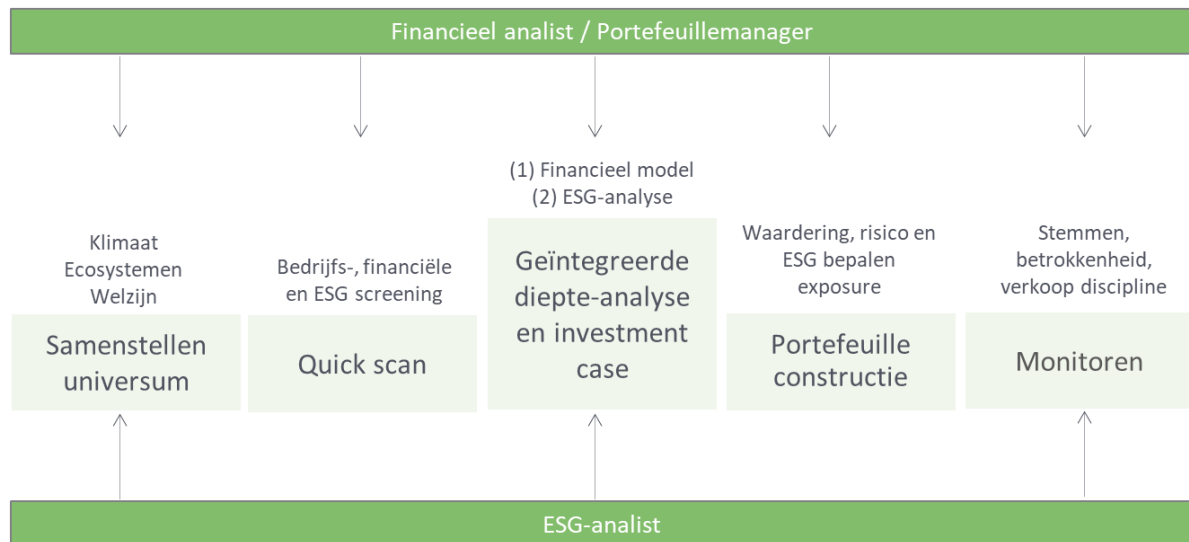 Financieel analist / Portefeuillemanager
Klimaat
Ecosystemen
Welzijn
Samenstellen
universum
Bedrijfs-, financiële
en ESG screening
Quick scan
(1) Financieel model
(2) ESG-analyse
Geïntegreerde
diepte-analyse
en investment
case
Waardering, risico en
ESG bepalen
exposure
Portefeuille
constructie
Stemmen,
betrokkenheid,
verkoop discipline
Monitoren
ESG-analist